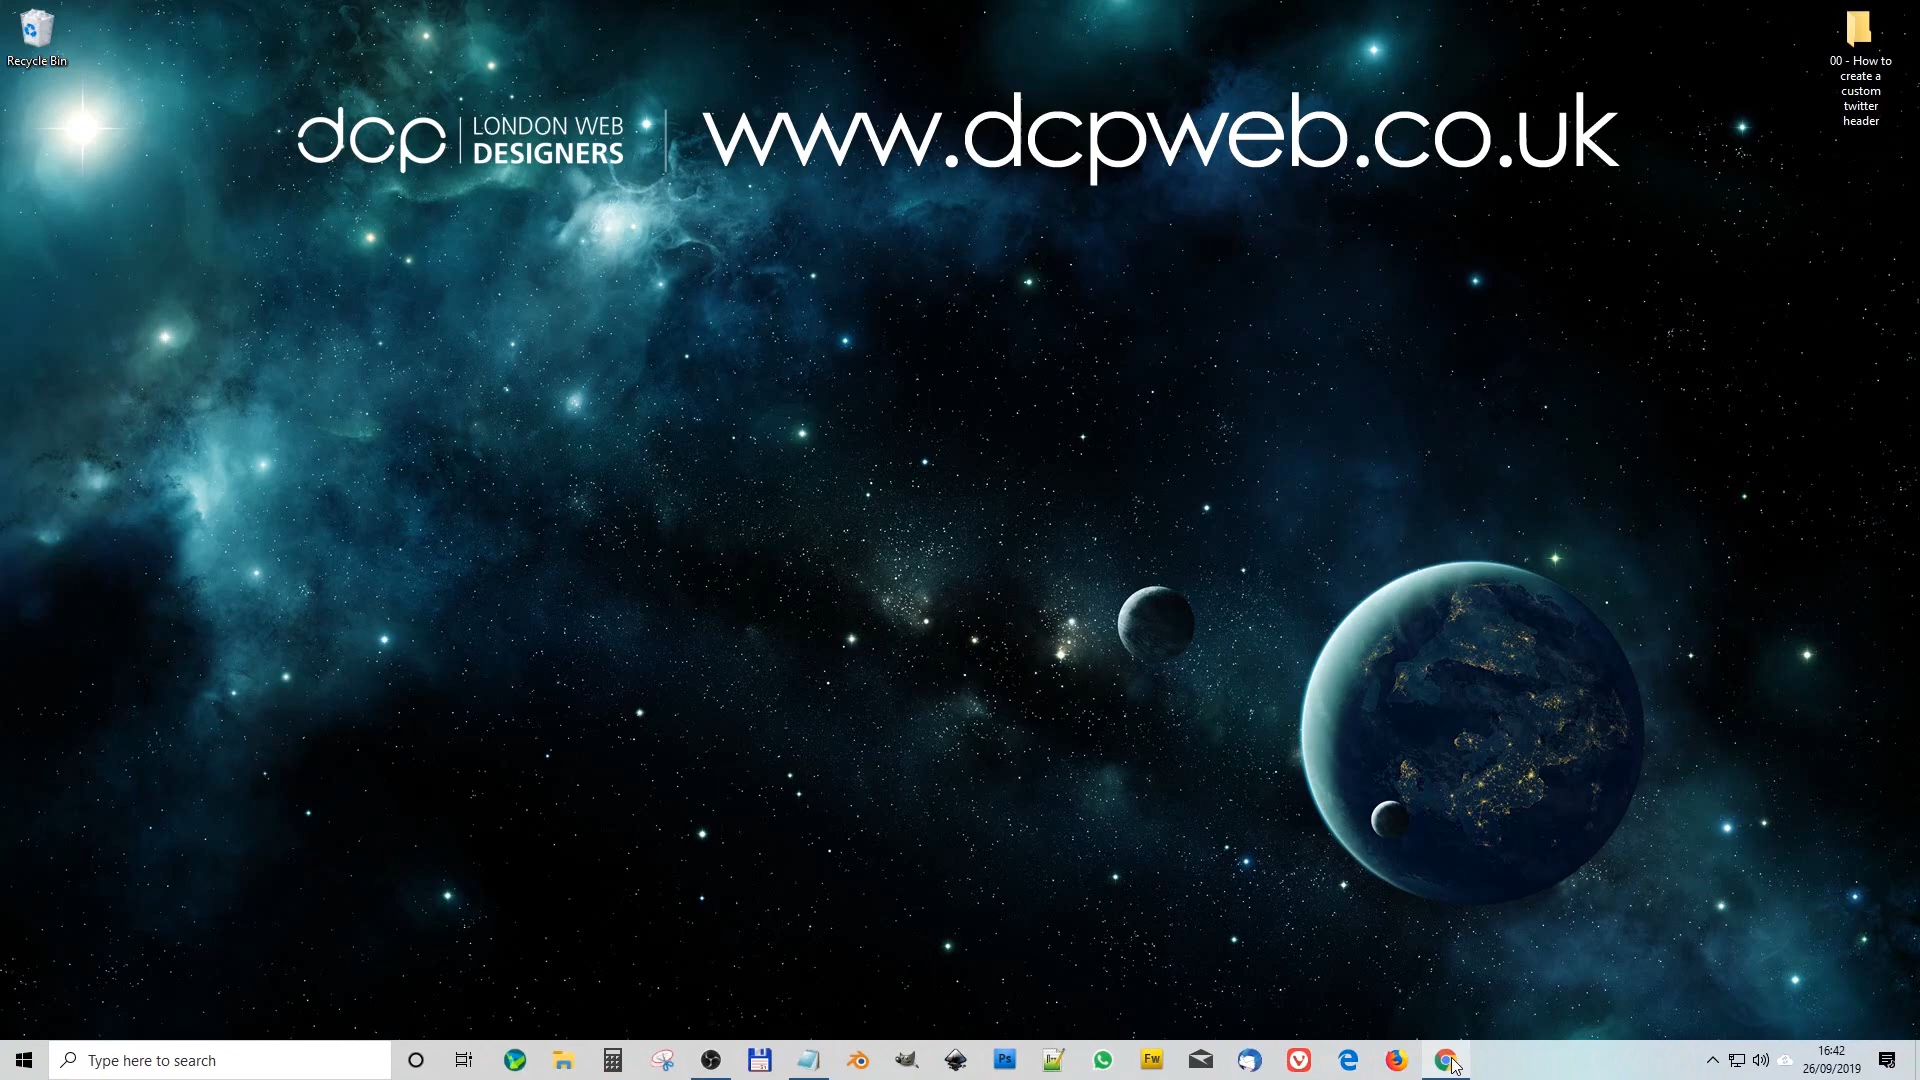 Recycle Bin
00 - How to
create a
custom
twitter
header
dcp
LONDON WEB
DESIGNERS
www.dcpweb.co.uk
Type here to search
Ps
Fw
16:42
26/09/2019